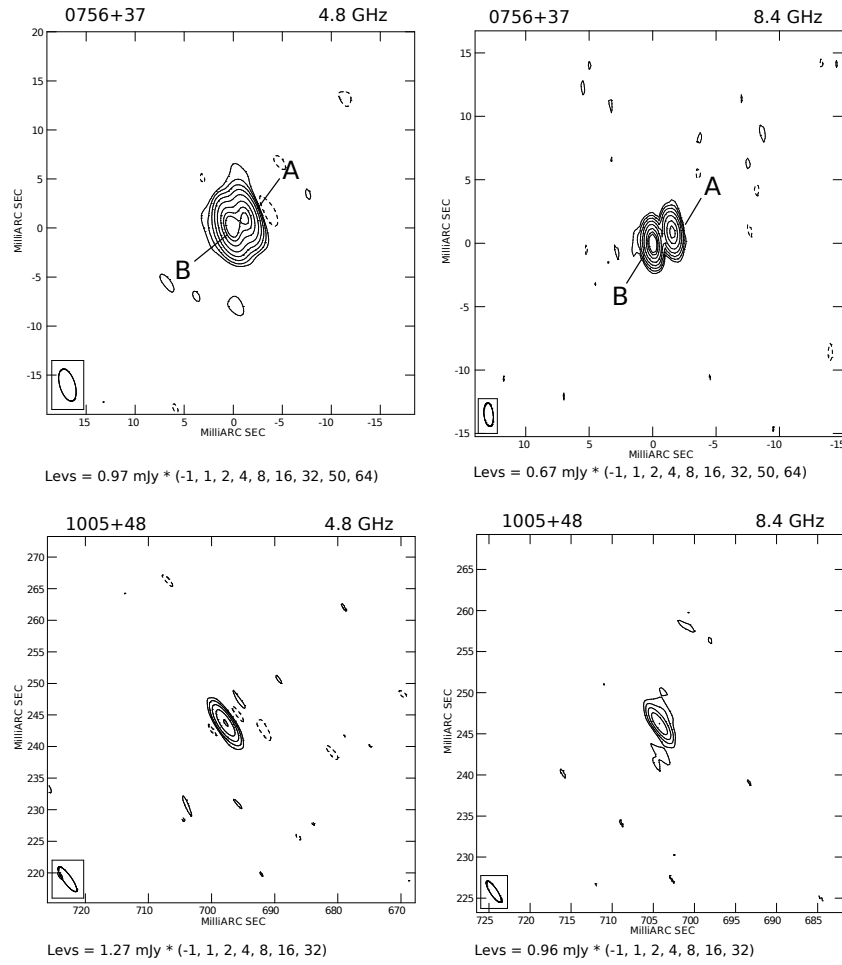 0756+37 4.8 GHz
20
15
10
5
0
-5
-10
-15
MilliARC SEC
A
B
15 10 5 0 -5 -10 -15
MilliARC SEC
Levs = 0.97 mJy * (-1, 1, 2, 4, 8, 16, 32, 50, 64)
0756+37 8.4 GHz
15
10
5
0
-5
-10
-15
MilliARC SEC
A
B
10 5 0 -5 -10 -15
MilliARC SEC
Levs = 0.67 mJy * (-1, 1, 2, 4, 8, 16, 32, 50, 64)
1005+48 4.8 GHz
270
265
260
255
250
245
240
235
230
225
220
MilliARC SEC
720 710 700 690 680 670
MilliARC SEC
Levs = 1.27 mJy * (-1, 1, 2, 4, 8, 16, 32)
1005+48 8.4 GHz
265
260
255
250
245
240
235
230
225
MilliARC SEC
725 720 715 710 705 700 695 690 685
MilliARC SEC
Levs = 0.96 mJy * (-1, 1, 2, 4, 8, 16, 32)